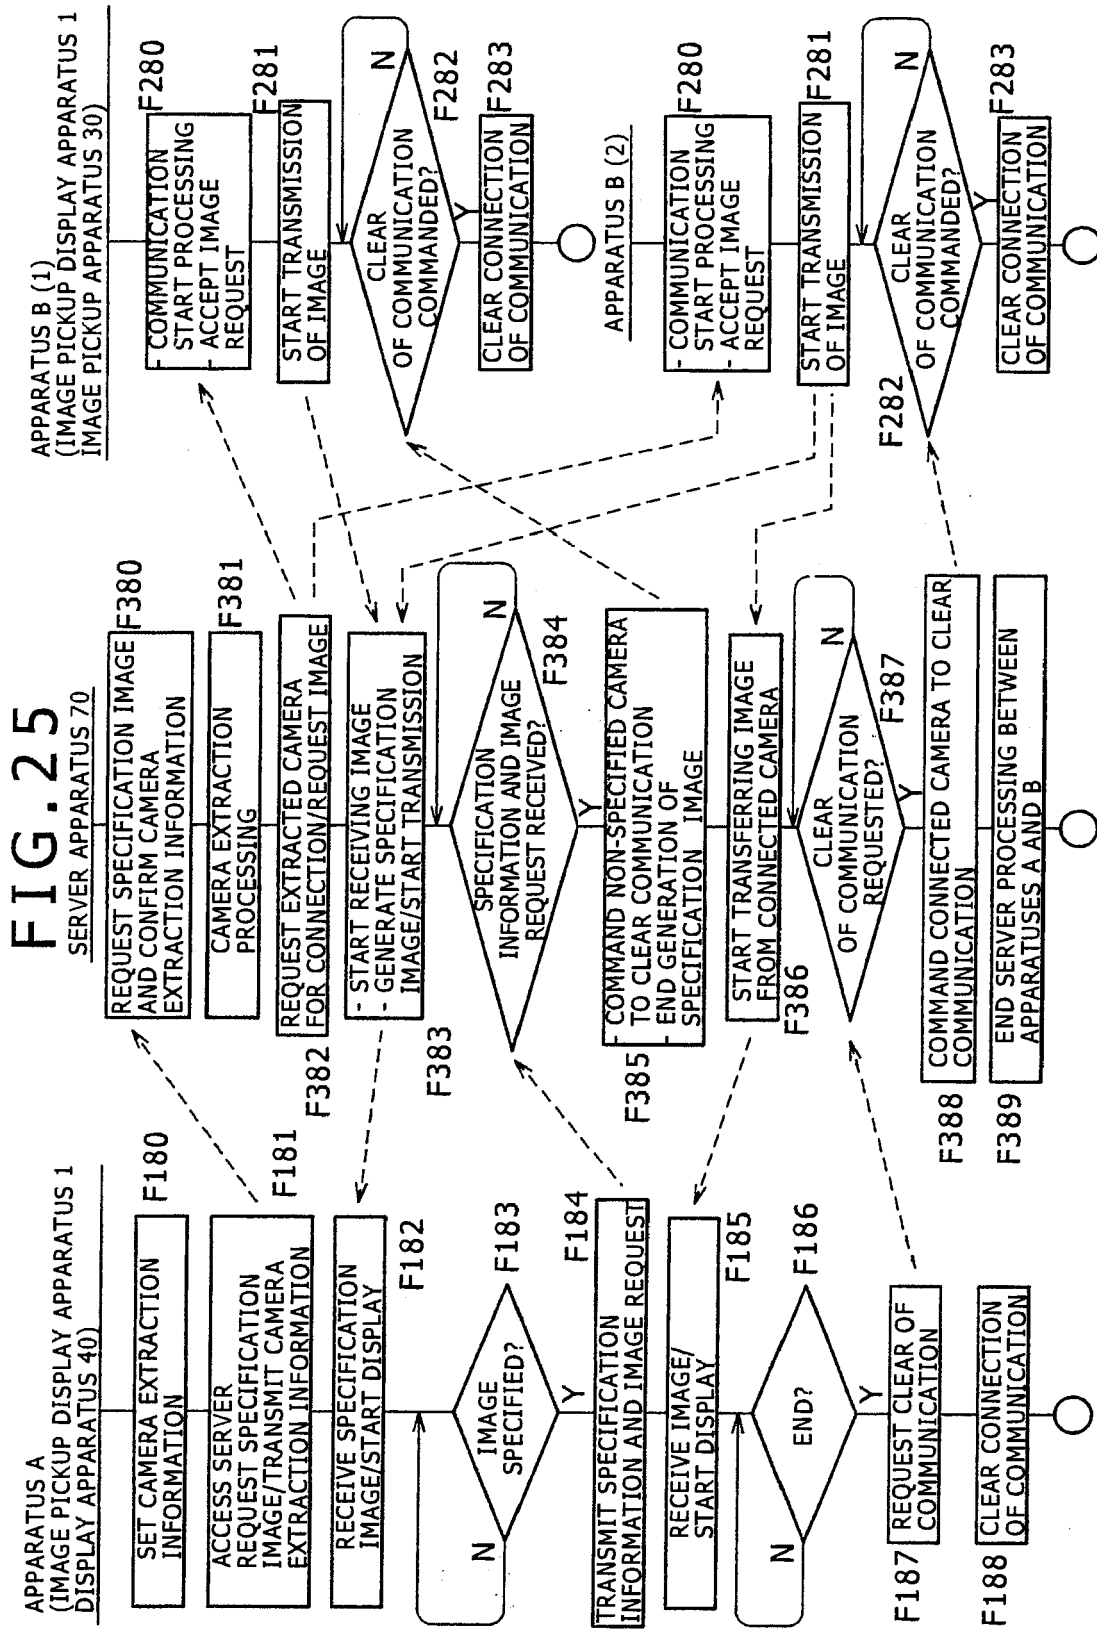 FIG.25
APPARATUS A
(IMAGE PICKUP DISPLAY APPARATUS 1
DISPLAY APPARATUS 40)
SET CAMERA EXTRACTION
INFORMATION
F180
ACCESS SERVER
REQUEST SPECIFICATION
IMAGE/TRANSMIT CAMERA
EXTRACTION INFORMATION
F181
RECEIVE SPECIFICATION
IMAGE/START DISPLAY
F182
IMAGE
SPECIFIED?
F183
N
Y
TRANSMIT SPECIFICATION
INFORMATION AND IMAGE REQUEST
F184
RECEIVE IMAGE/
START DISPLAY
F185
END?
F186
N
Y
REQUEST CLEAR OF
COMMUNICATION
F187
CLEAR CONNECTION
OF COMMUNICATION
F188
SERVER APPARATUS 70
REQUEST SPECIFICATION IMAGE
AND CONFIRM CAMERA
EXTRACTION INFORMATION
F380
CAMERA EXTRACTION
PROCESSING
F381
REQUEST EXTRACTED CAMERA
FOR CONNECTION/REQUEST IMAGE
F382
- START RECEIVING IMAGE
- GENERATE SPECIFICATION
IMAGE/START TRANSMISSION
F383
SPECIFICATION
INFORMATION AND IMAGE
REQUEST RECEIVED?
F384
N
Y
- COMMAND NON-SPECIFIED CAMERA
TO CLEAR COMMUNICATION
- END GENERATION OF
SPECIFICATION IMAGE
F385
START TRANSFERRING IMAGE
FROM CONNECTED CAMERA
F386
CLEAR
OF COMMUNICATION
REQUESTED?
F387
N
Y
COMMAND CONNECTED CAMERA TO CLEAR
COMMUNICATION
F388
END SERVER PROCESSING BETWEEN
APPARATUSES A AND B
F389
APPARATUS B (1)
(IMAGE PICKUP DISPLAY APPARATUS 1
IMAGE PICKUP APPARATUS 30)
- COMMUNICATION
START PROCESSING
- ACCEPT IMAGE
REQUEST
F280
START TRANSMISSION
OF IMAGE
F281
CLEAR
OF COMMUNICATION
COMMANDED?
F282
N
Y
CLEAR CONNECTION
OF COMMUNICATION
F283
APPARATUS B (2)
- COMMUNICATION
START PROCESSING
- ACCEPT IMAGE
REQUEST
F280
START TRANSMISSION
OF IMAGE
F281
CLEAR
OF COMMUNICATION
COMMANDED?
F282
N
Y
CLEAR CONNECTION
OF COMMUNICATION
F283